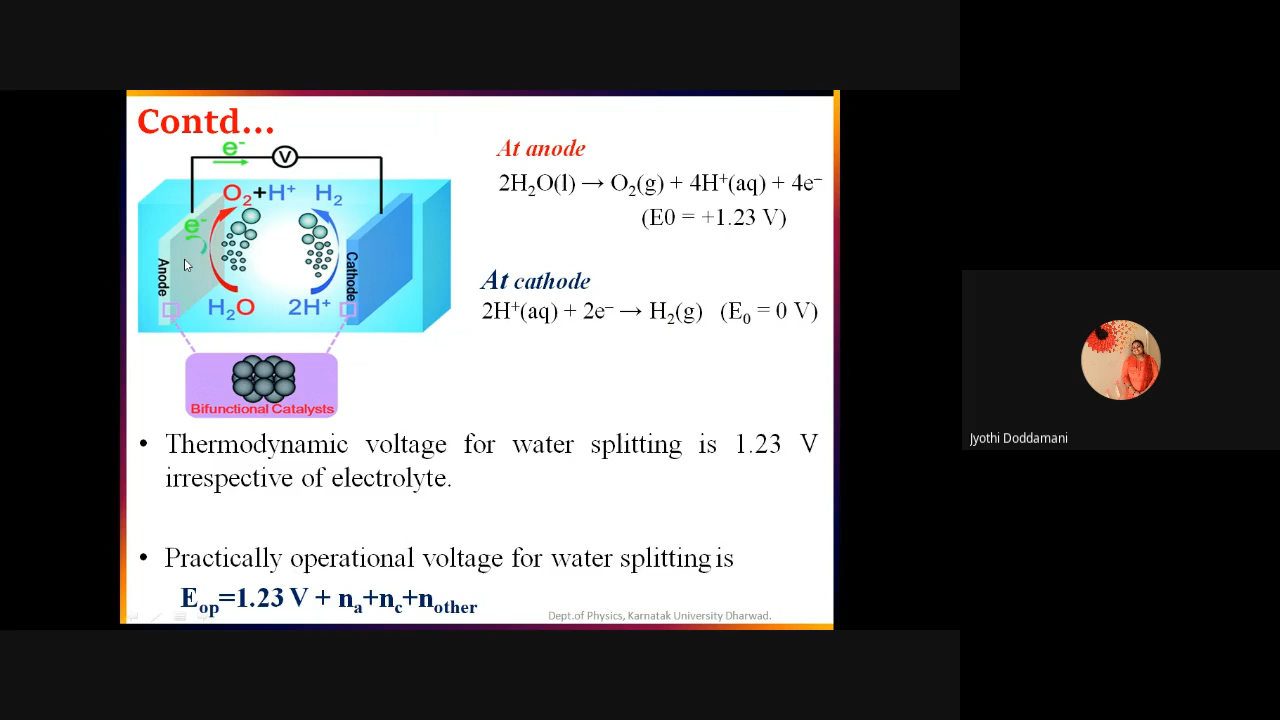 Contd...
e⁻
V
O₂+H⁺ H₂
e⁻
Anode
Cathode
H₂O 2H⁺
Bifunctional Catalysts
At anode
2H₂O(l) → O₂(g) + 4H⁺(aq) + 4e⁻
(E0 = +1.23 V)
At cathode
2H⁺(aq) + 2e⁻ → H₂(g) (E₀ = 0 V)
• Thermodynamic voltage for water splitting is 1.23 V
irrespective of electrolyte.
• Practically operational voltage for water splitting is
Eop=1.23 V + na+nc+nother
Dept.of Physics, Karnatak University Dharwad.
Jyothi Doddamani